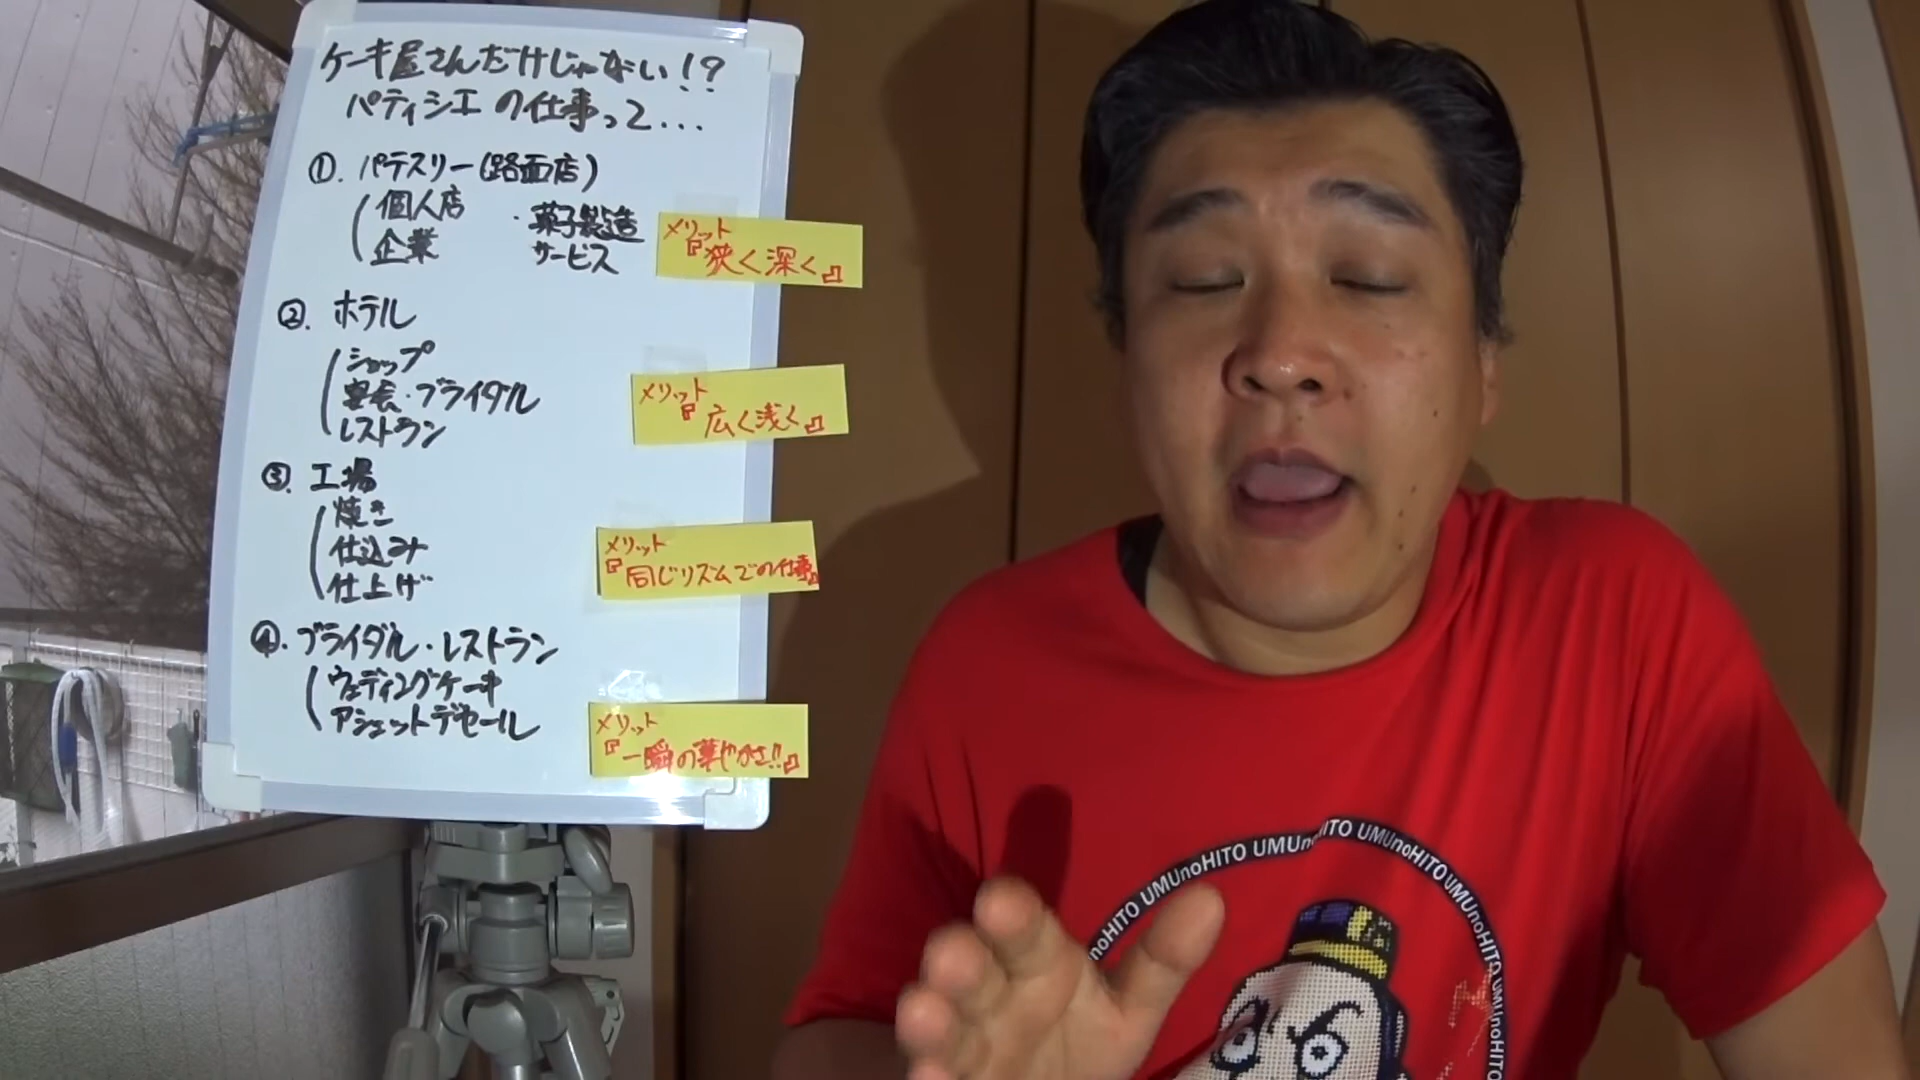 ケーキ屋さんだけじゃない!?
パティシエの仕事って...
①. パテスリー(路面店)
個人店
企業
・菓子製造
サービス
メリット
『狭く深く』
②. ホテル
ショップ
宴会・ブライダル
レストラン
メリット
『広く浅く』
③. 工場
焼き
仕込み
仕上げ
メリット
『同じリズムでの仕事』
④. ブライダル・レストラン
ウェディングケーキ
アシェットデセール
メリット
『一瞬の華やかさ!!』
noHITO UMUnoHITO UMUnoHITO UMUnoHITO UMUnoHITO UMUnoHITO UMUnoHITO